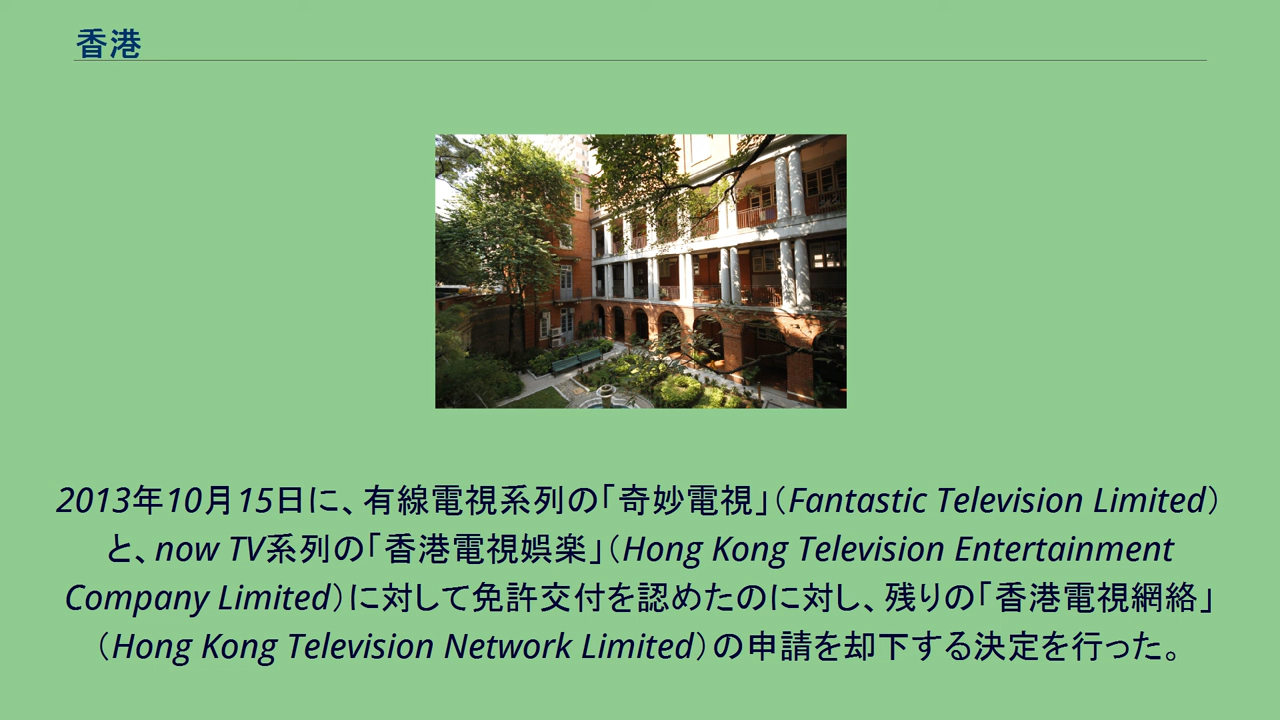 香港
2013年10月15日に、有線電視系列の「奇妙電視」（Fantastic Television Limited）
と、now TV系列の「香港電視娯楽」（Hong Kong Television Entertainment
Company Limited）に対して免許交付を認めたのに対し、残りの「香港電視網絡」
（Hong Kong Television Network Limited）の申請を却下する決定を行った。